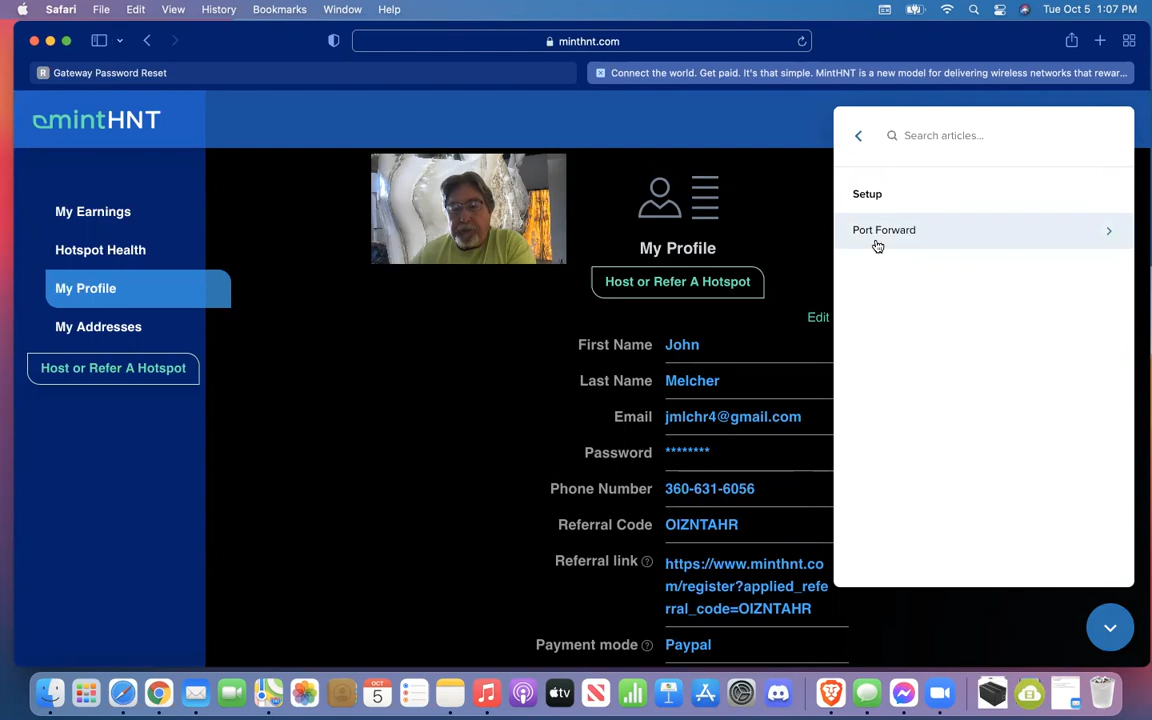 Safari File Edit View History Bookmarks Window Help Tue Oct 5 1:07 PM
minthnt.com
R Gateway Password Reset
Connect the world. Get paid. It's that simple. MintHNT is a new model for delivering wireless networks that rewar...
mintHNT
Search articles...
My Earnings
Hotspot Health
My Profile
My Addresses
Host or Refer A Hotspot
My Profile
Host or Refer A Hotspot
Edit
First Name John
Last Name Melcher
Email jmlchr4@gmail.com
Password ********
Phone Number 360-631-6056
Referral Code OIZNTAHR
Referral link ? https://www.minthnt.co
m/register?applied_refe
rral_code=OIZNTAHR
Payment mode ? Paypal
Setup
Port Forward
OCT
5
tv